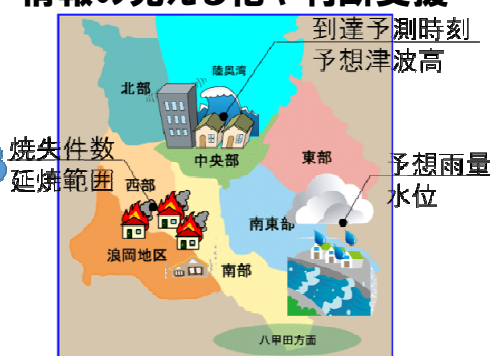 情報の見える化や判断支援
到達予測時刻
予想津波高
陸奥湾
北部
焼失件数
延焼範囲
中央部
東部
予想雨量
水位
西部
南東部
浪岡地区
南部
八甲田方面